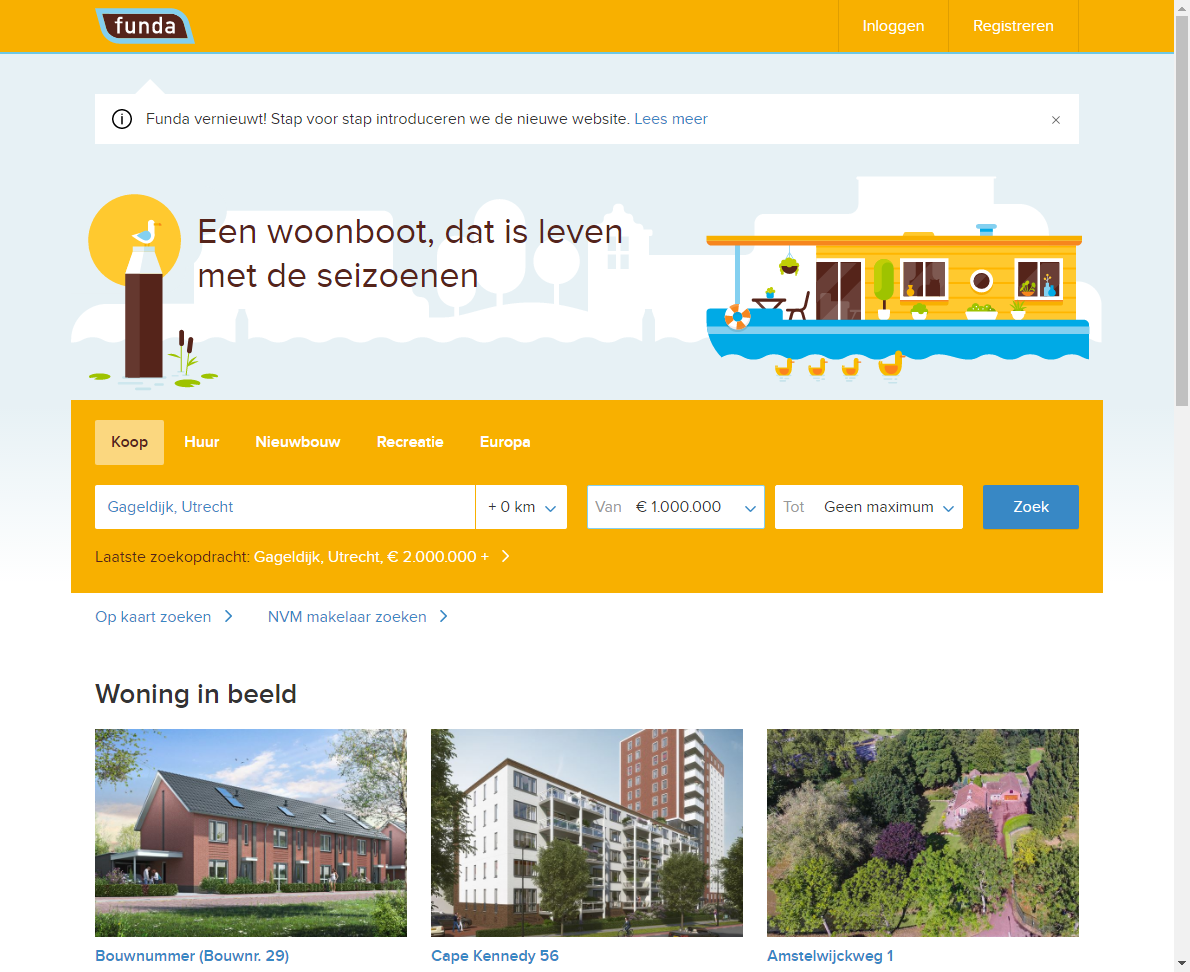 funda
Inloggen
Registreren
Funda vernieuwt! Stap voor stap introduceren we de nieuwe website. Lees meer
Een woonboot, dat is leven
met de seizoenen
Koop
Huur
Nieuwbouw
Recreatie
Europa
Gageldijk, Utrecht
+ 0 km
Van € 1.000.000
Tot Geen maximum
Zoek
Laatste zoekopdracht: Gageldijk, Utrecht, € 2.000.000 +
Op kaart zoeken
NVM makelaar zoeken
Woning in beeld
Bouwnummer (Bouwnr. 29)
Cape Kennedy 56
Amstelwijckweg 1